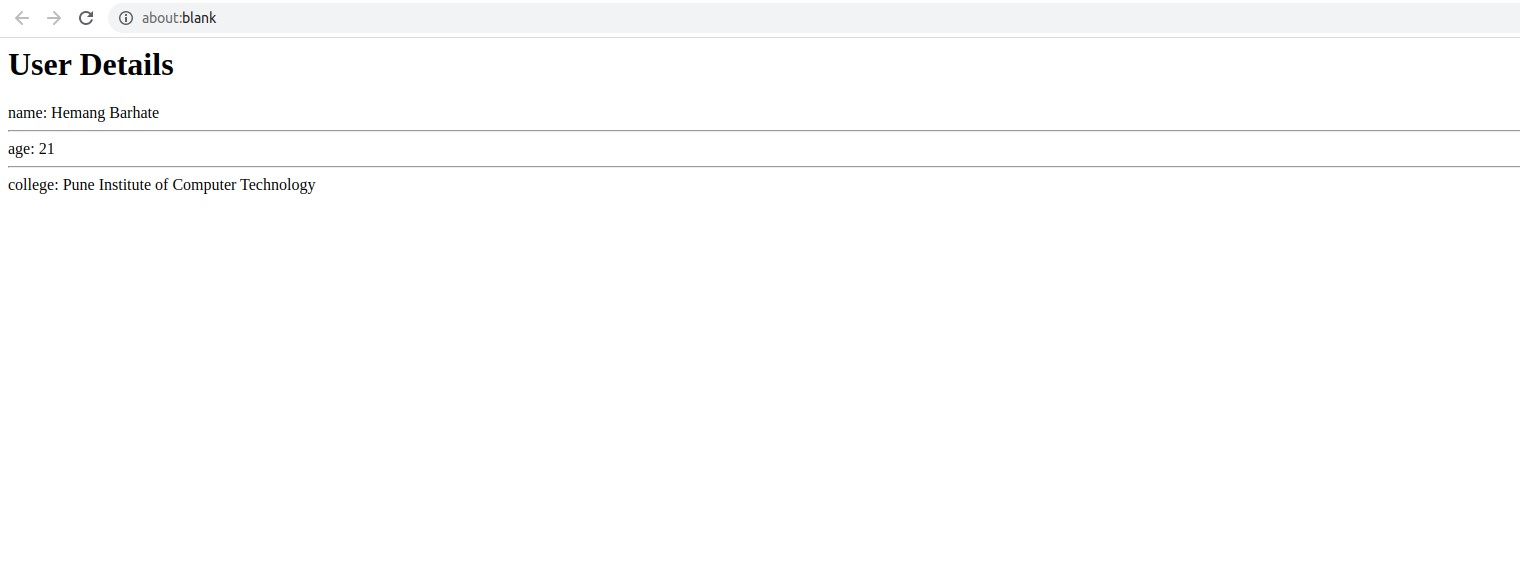 about:blank
User Details
name: Hemang Barhate
age: 21
college: Pune Institute of Computer Technology